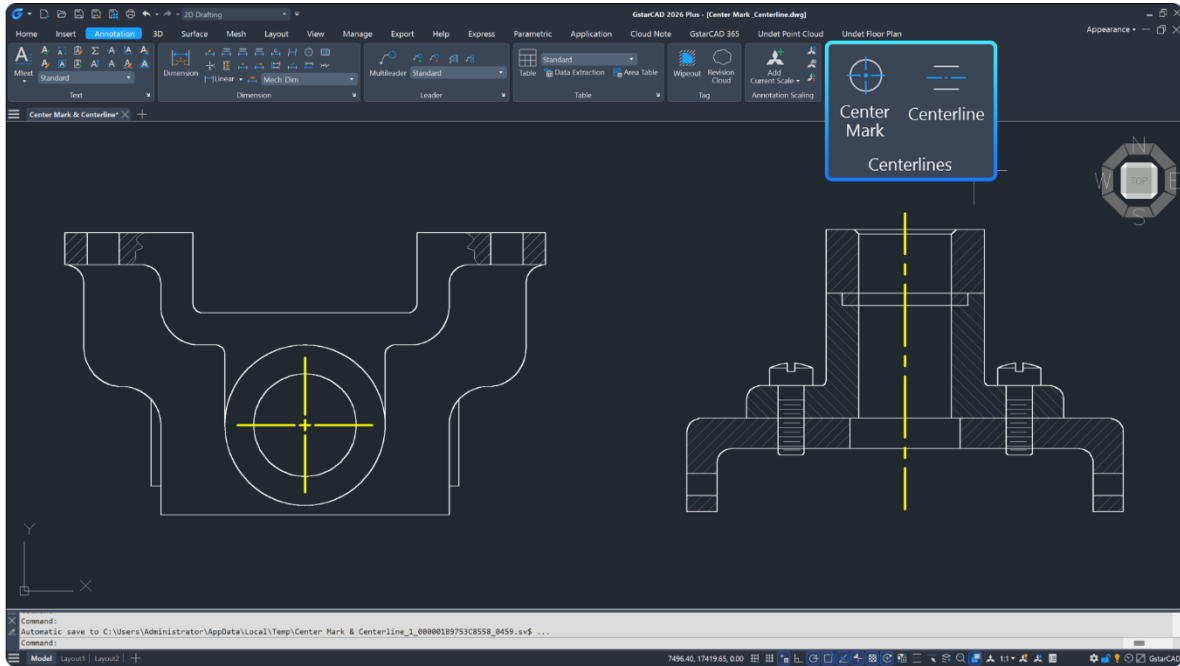 2D Drafting
GstarCAD 2026 Plus - [Center Mark _Centerline.dwg]
Home Insert Annotation 3D Surface Mesh Layout View Manage Export Help Express Parametric Application Cloud Note GstarCAD 365 Undet Point Cloud Undet Floor Plan Appearance
Mtext
Standard
Text
Dimension
Linear
Mech Dim
Dimension
Multileader
Standard
Leader
Table
Standard
Data Extraction
Area Table
Table
Wipeout
Revision
Cloud
Tag
Add
Current Scale
Annotation Scaling
Center
Mark
Centerline
Centerlines
Center Mark & Centerline*
N
W
TOP
E
S
Y
X
Command:
Automatic save to C:\Users\Administrator\AppData\Local\Temp\Center Mark & Centerline_1_000001B9753C8558_0459.sv$ ...
Command:
Model Layout1 Layout2
7496.40, 17419.65, 0.00
1:1
GstarCAD